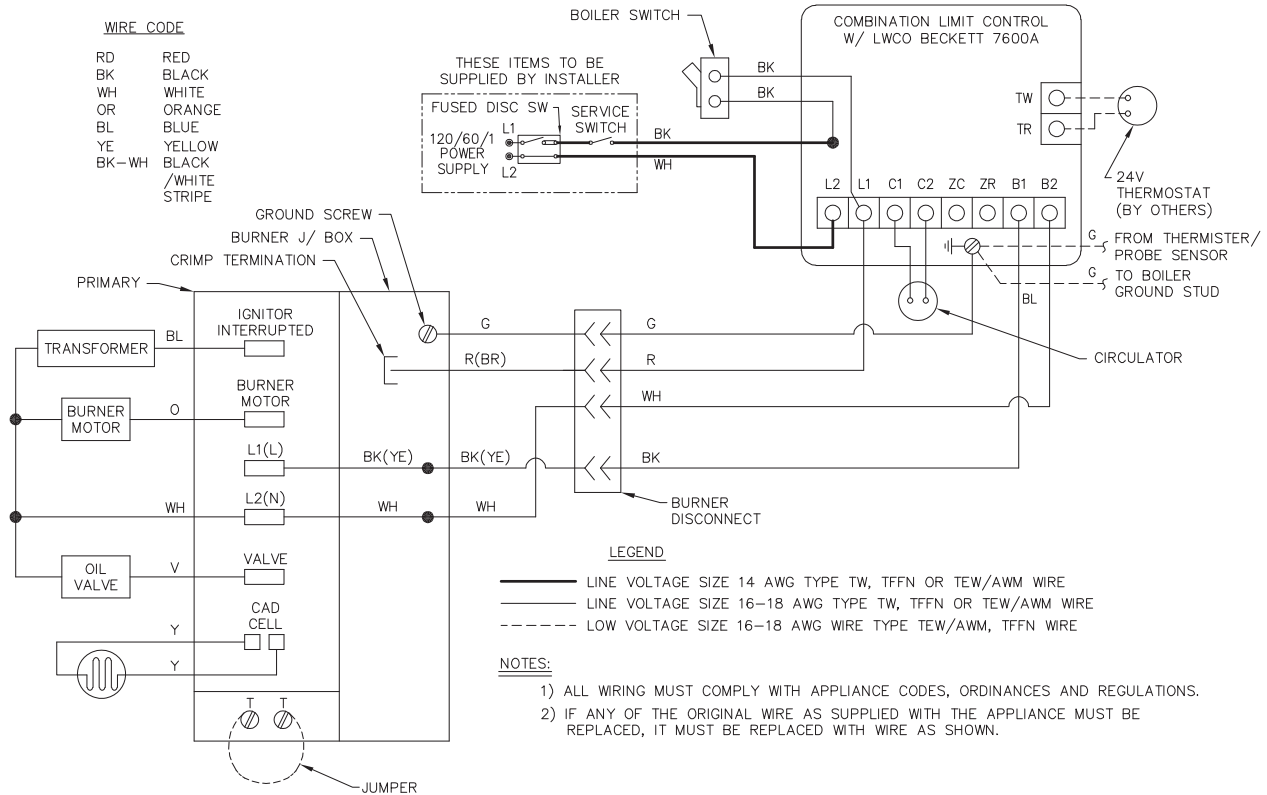 WIRE CODE
RD RED
BK BLACK
WH WHITE
OR ORANGE
BL BLUE
YE YELLOW
BK-WH BLACK
/WHITE
STRIPE
BOILER SWITCH
BK
BK
COMBINATION LIMIT CONTROL
W/ LWCO BECKETT 7600A
TW
TR
24V
THERMOSTAT
(BY OTHERS)
THESE ITEMS TO BE
SUPPLIED BY INSTALLER
FUSED DISC SW
SERVICE
SWITCH
L1
120/60/1
POWER
SUPPLY
L2
BK
WH
L2 L1 C1 C2 ZC ZR B1 B2
G
FROM THERMISTER/
PROBE SENSOR
G
TO BOILER
GROUND STUD
BL
CIRCULATOR
GROUND SCREW
BURNER J/ BOX
CRIMP TERMINATION
PRIMARY
IGNITOR
INTERRUPTED
TRANSFORMER
BL
G
G
R(BR)
R
BURNER
MOTOR
BURNER
MOTOR
O
WH
L1(L)
BK(YE)
BK(YE)
BK
L2(N)
WH
WH
WH
BURNER
DISCONNECT
VALVE
OIL
VALVE
V
CAD
CELL
Y
Y
T T
JUMPER
LEGEND
LINE VOLTAGE SIZE 14 AWG TYPE TW, TFFN OR TEW/AWM WIRE
LINE VOLTAGE SIZE 16-18 AWG TYPE TW, TFFN OR TEW/AWM WIRE
LOW VOLTAGE SIZE 16-18 AWG WIRE TYPE TEW/AWM, TFFN WIRE
NOTES:
1) ALL WIRING MUST COMPLY WITH APPLIANCE CODES, ORDINANCES AND REGULATIONS.
2) IF ANY OF THE ORIGINAL WIRE AS SUPPLIED WITH THE APPLIANCE MUST BE
REPLACED, IT MUST BE REPLACED WITH WIRE AS SHOWN.